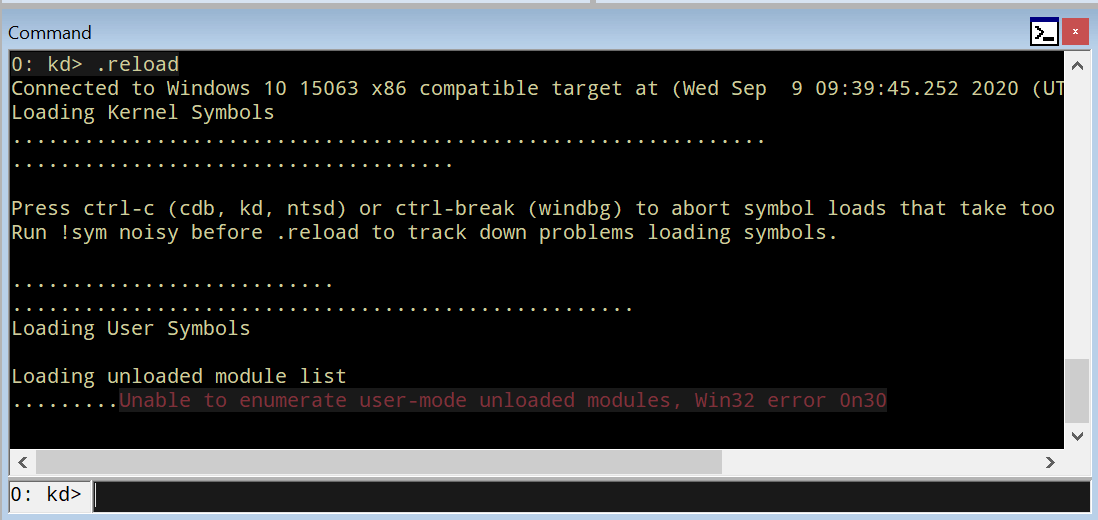 Command
0: kd> .reload
Connected to Windows 10 15063 x86 compatible target at (Wed Sep  9 09:39:45.252 2020 (UT
Loading Kernel Symbols
...............................................................
.....................................
Press ctrl-c (cdb, kd, ntsd) or ctrl-break (windbg) to abort symbol loads that take too
Run !sym noisy before .reload to track down problems loading symbols.
...........................
....................................................
Loading User Symbols
Loading unloaded module list
.........Unable to enumerate user-mode unloaded modules, Win32 error 0n30
0: kd>